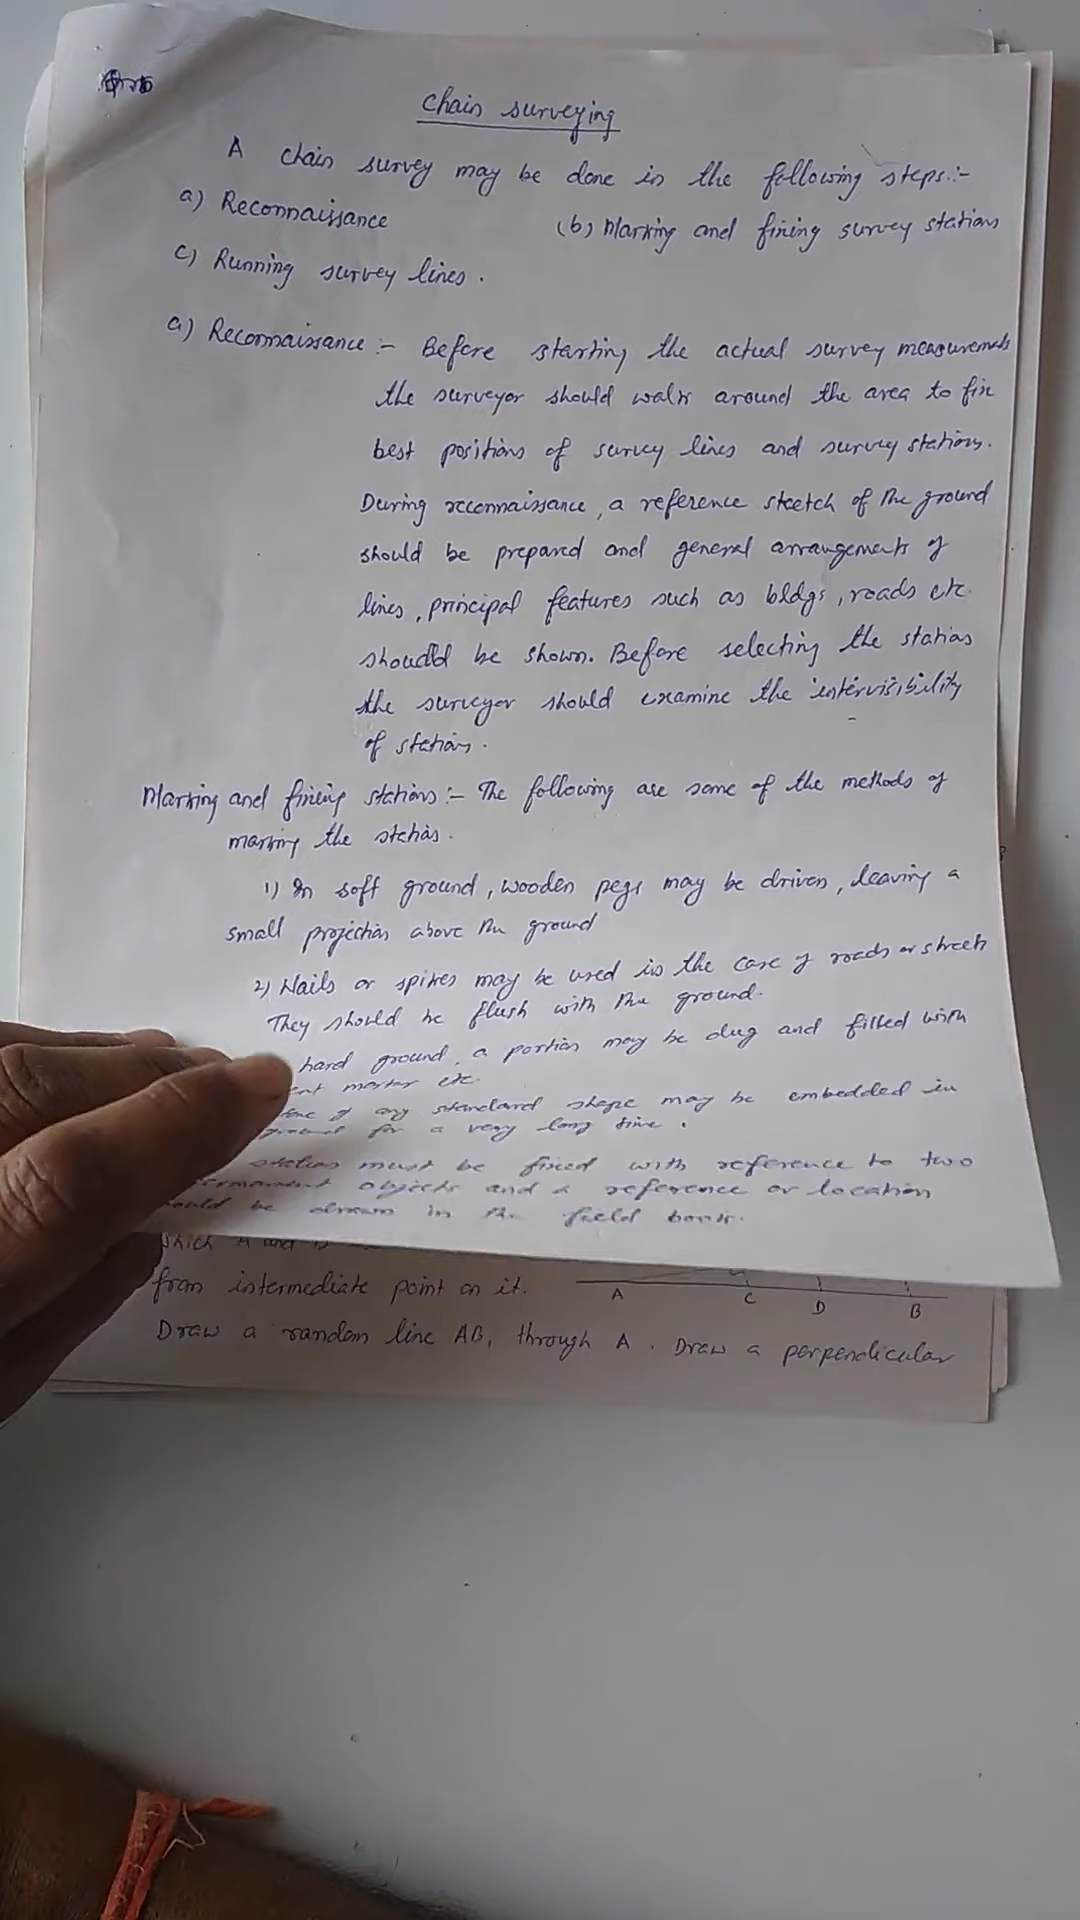 Chain surveying
A chain survey may be done in the following steps:-
a) Reconnaissance (b) Marking and fixing survey stations
c) Running survey lines.
a) Reconnaissance :- Before starting the actual survey measurements
the surveyor should walk around the area to fix
best positions of survey lines and survey stations.
During reconnaissance, a reference sketch of the ground
should be prepared and general arrangements of
lines, principal features such as bldgs, roads etc.
should be shown. Before selecting the stations
the surveyor should examine the intervisibility
of stations.
Marking and fixing stations :- The following are some of the methods of
marking the stations.
1) In soft ground, wooden pegs may be driven, leaving a
small projection above the ground
2) Nails or spikes may be used in the case of roads or streets
They should be flush with the ground.
hard ground, a portion may be dug and filled with
mortar etc.
of any standard shape may be embedded in
for a very long time.
station must be fixed with reference to two
objects and a reference or location
be drawn in the field book.
which A and
from intermediate point on it.
A C D B
Draw a random line AB, through A. Draw a perpendicular